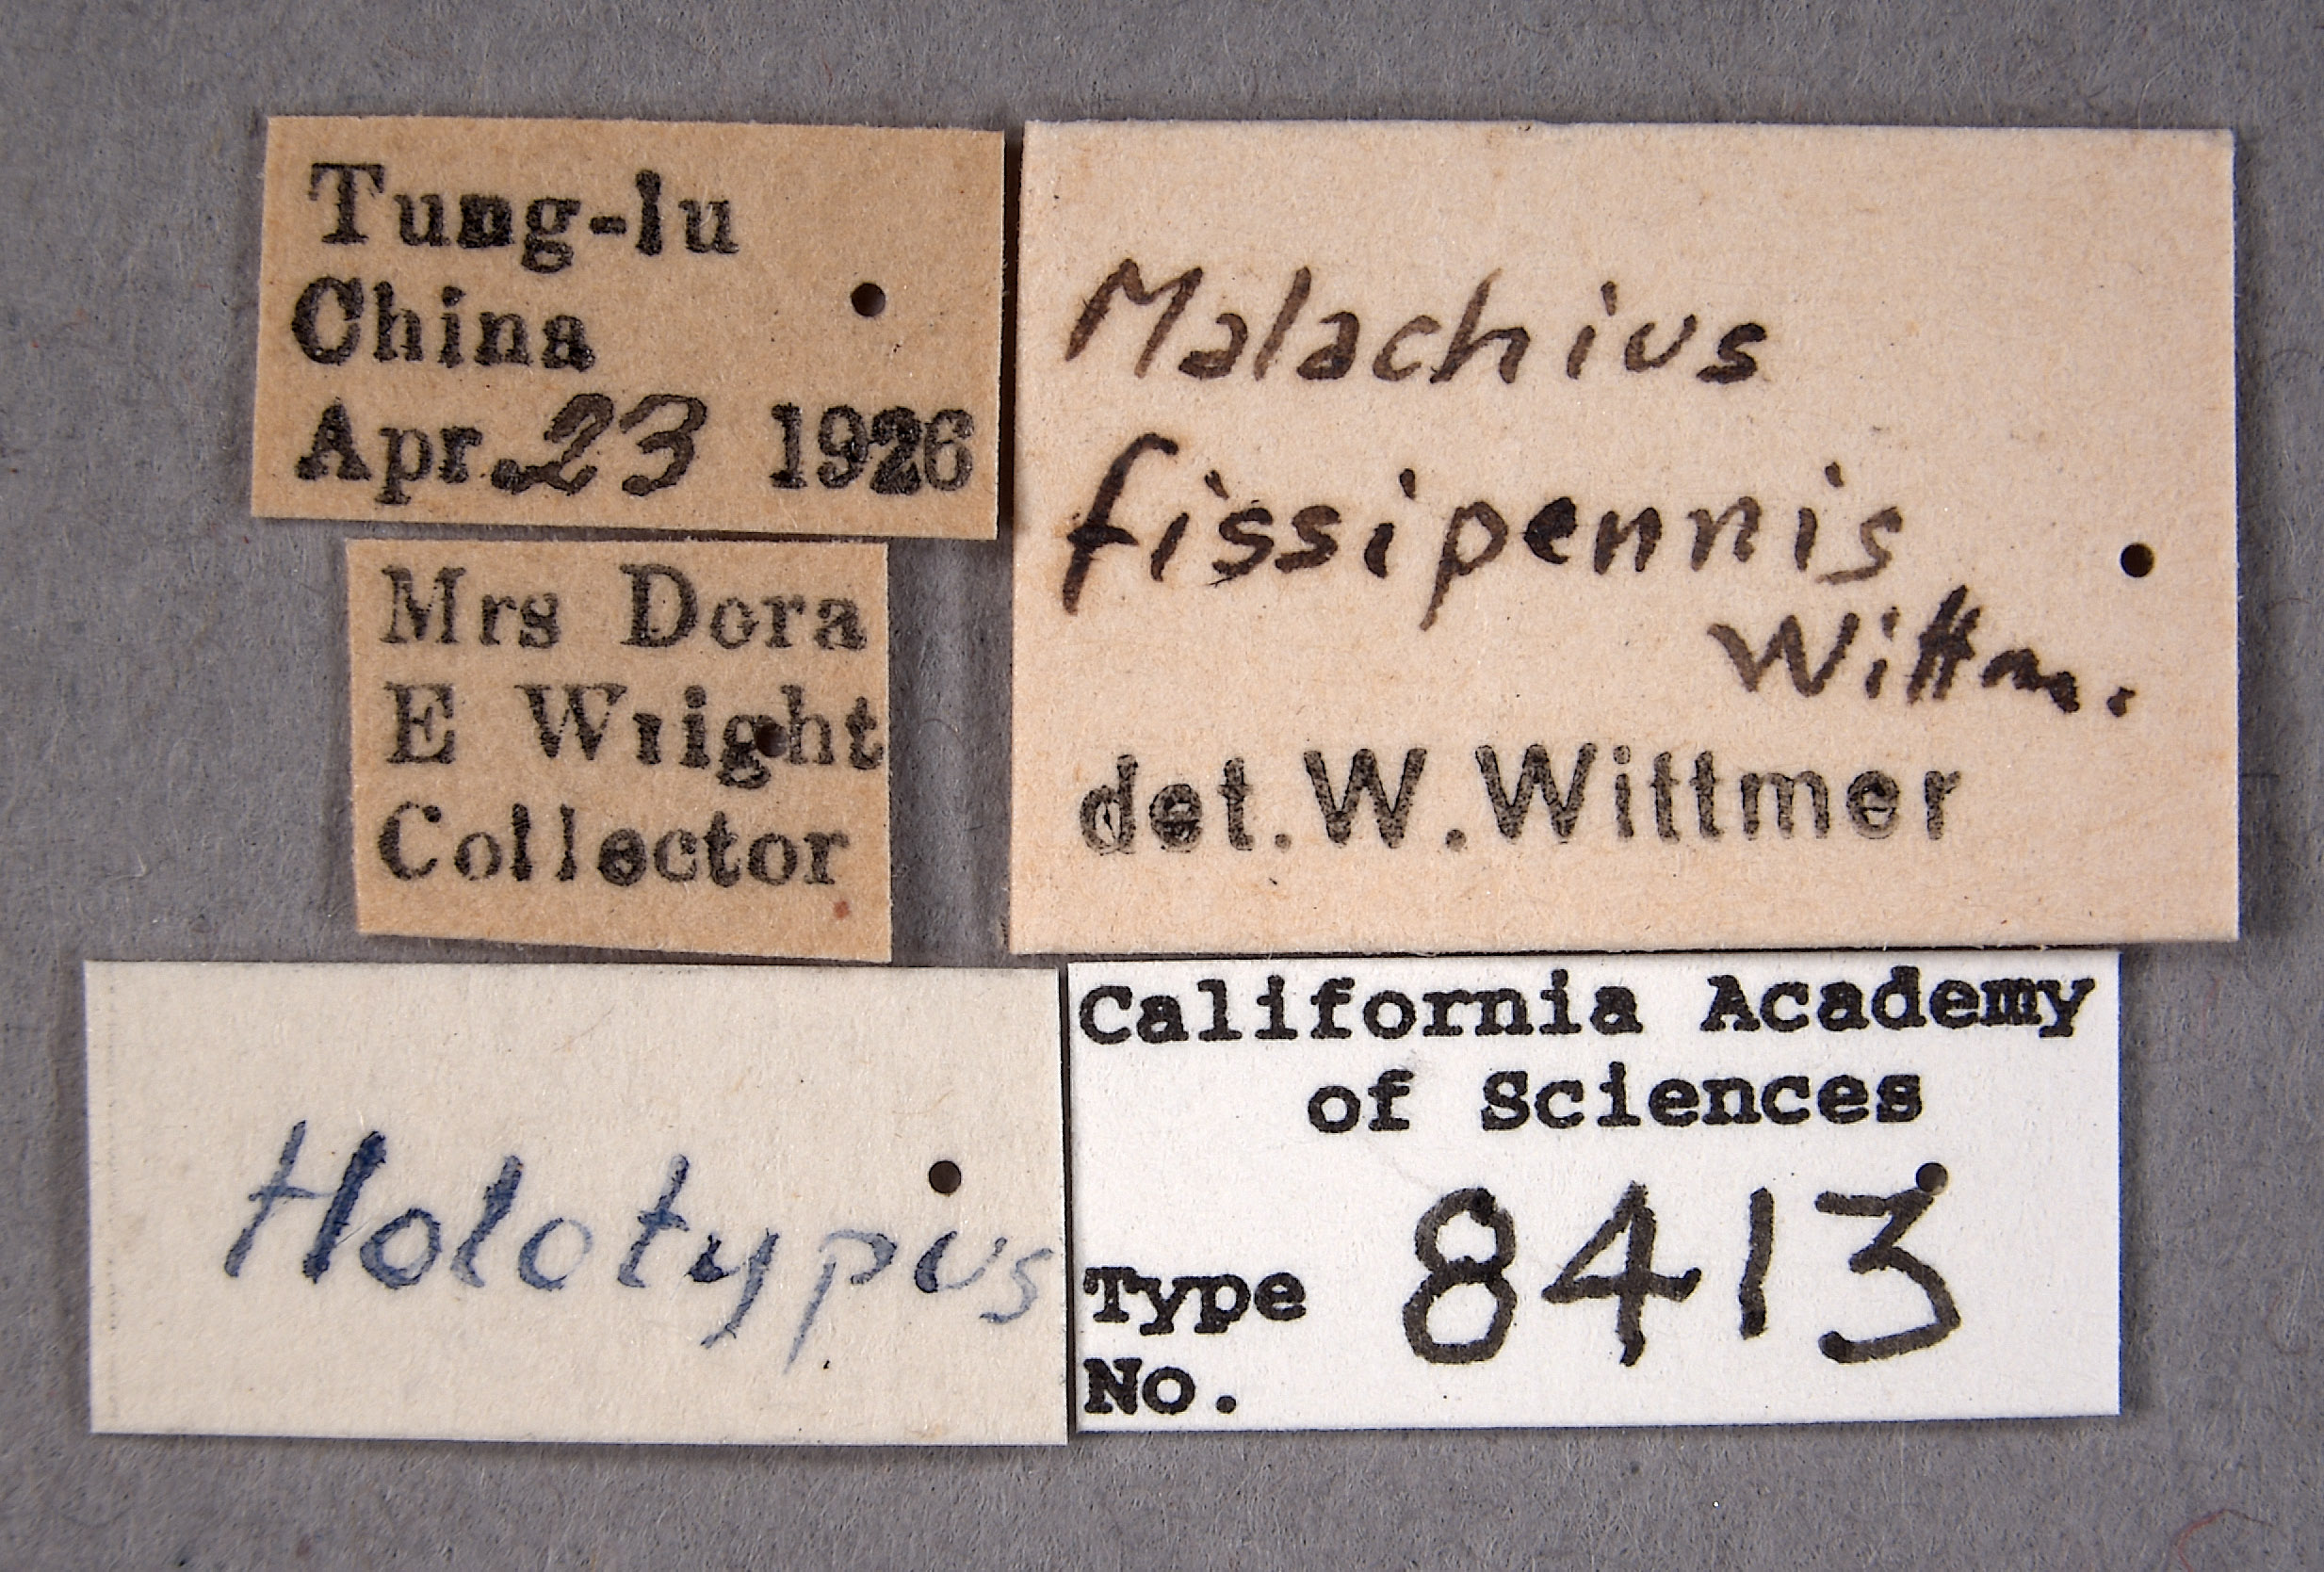 Tung-lu
China
Apr. 23 1926
Mrs Dora
E Wright
Collector
Malachius
fissipennis
Wittm.
det. W. Wittmer
Holotypus
California Academy
of Sciences
Type 8413
No.